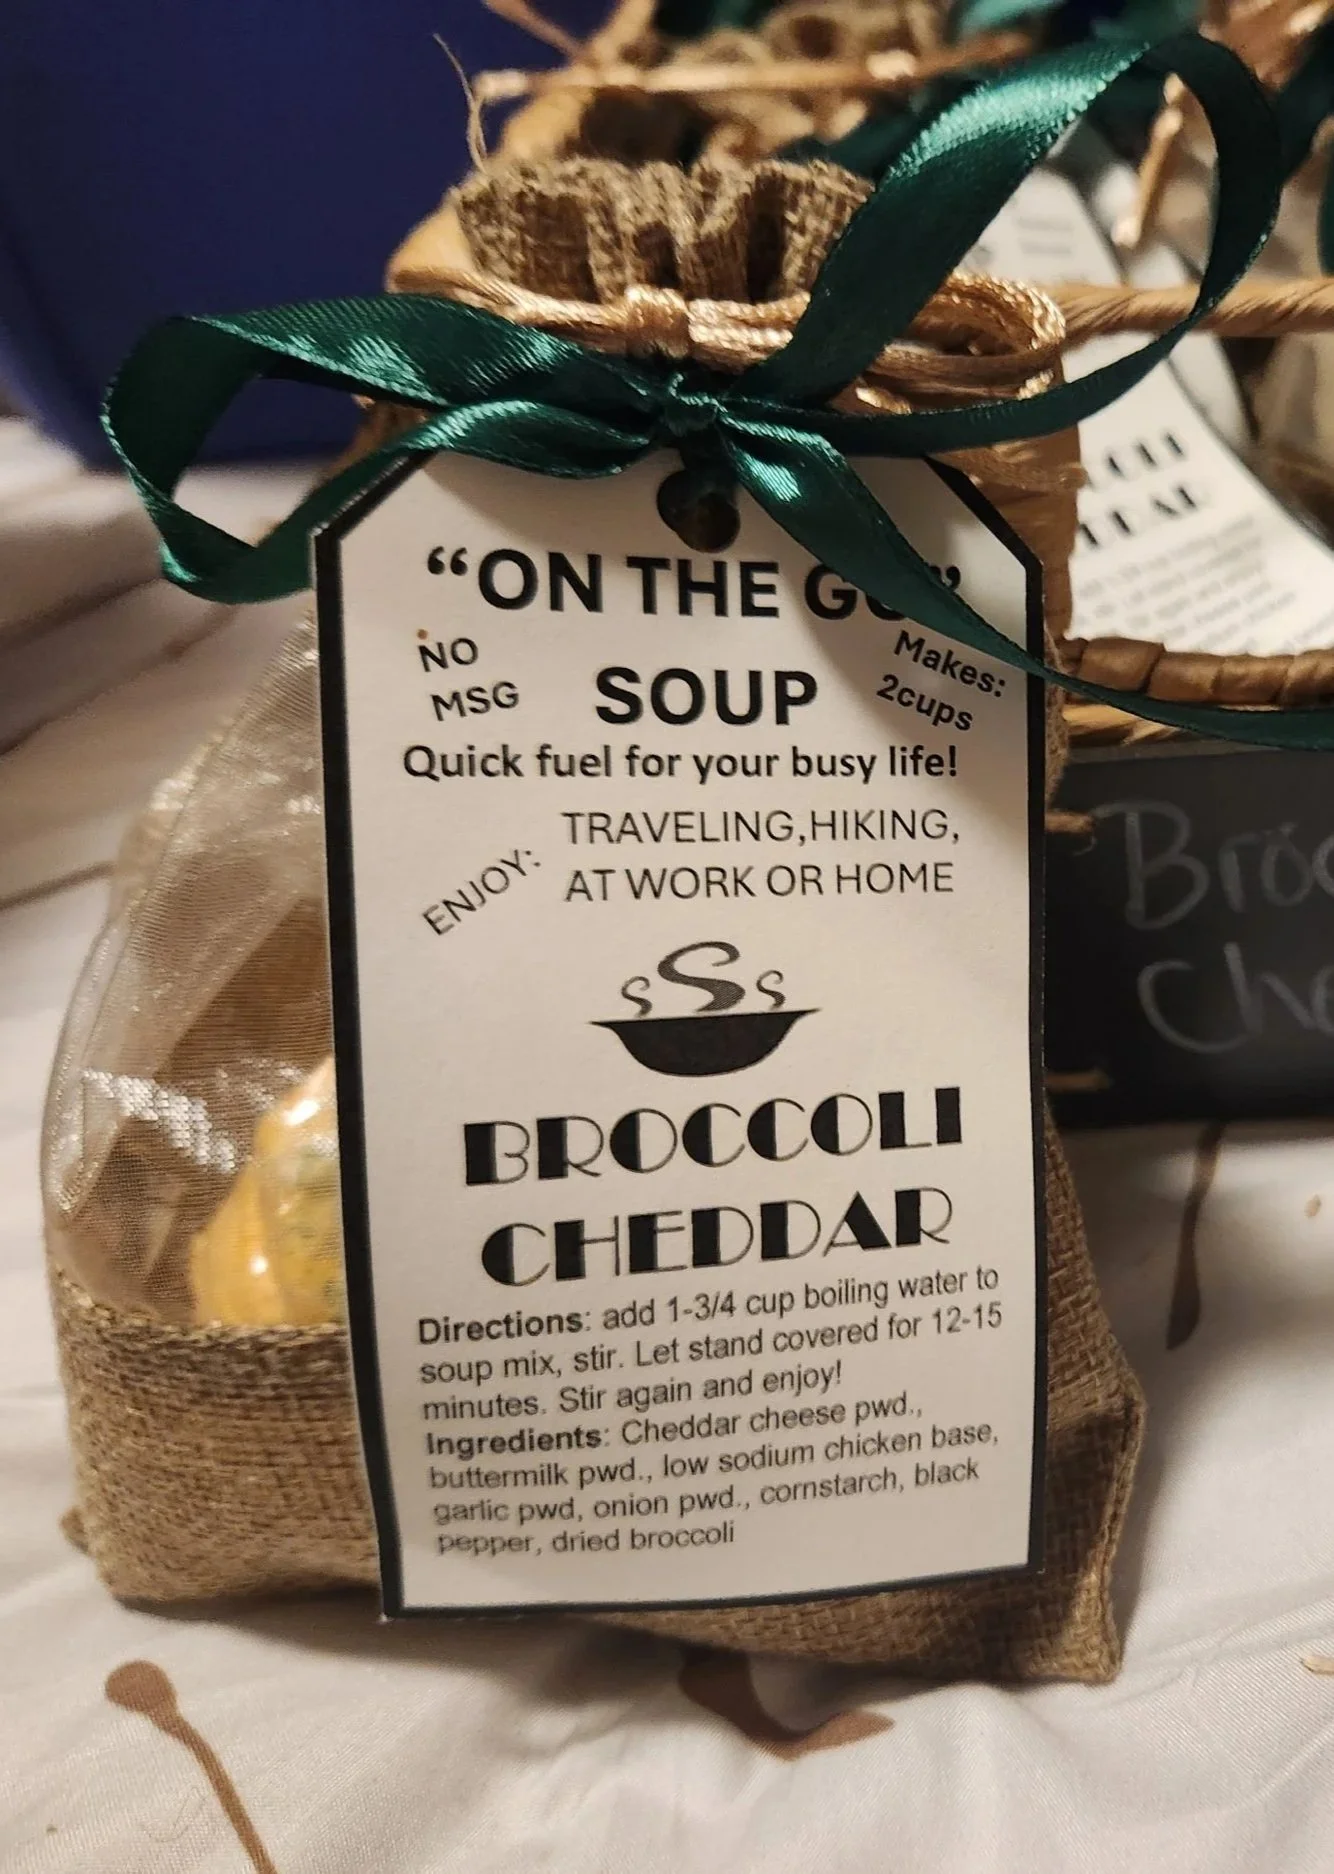 “ON THE GO”
NO
MSG
SOUP
Makes:
2cups
Quick fuel for your busy life!
ENJOY:
TRAVELING,HIKING,
AT WORK OR HOME
BROCCOLI
CHEDDAR
Directions: add 1-3/4 cup boiling water to
soup mix, stir. Let stand covered for 12-15
minutes. Stir again and enjoy!
Ingredients: Cheddar cheese pwd.,
buttermilk pwd., low sodium chicken base,
garlic pwd, onion pwd., cornstarch, black
pepper, dried broccoli